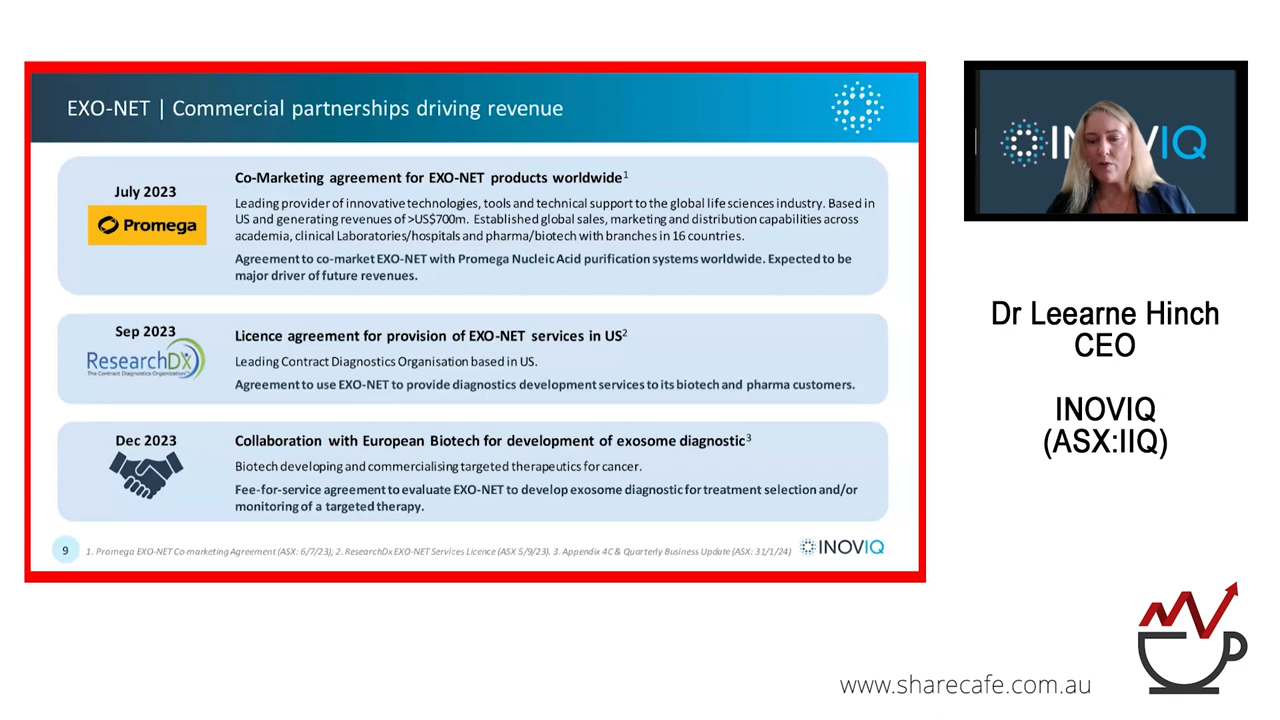 EXO-NET | Commercial partnerships driving revenue
July 2023
Promega
Co-Marketing agreement for EXO-NET products worldwide1
Leading provider of innovative technologies, tools and technical support to the global life sciences industry. Based in
US and generating revenues of >US$700m. Established global sales, marketing and distribution capabilities across
academia, clinical Laboratories/hospitals and pharma/biotech with branches in 16 countries.
Agreement to co-market EXO-NET with Promega Nucleic Acid purification systems worldwide. Expected to be
major driver of future revenues.
Sep 2023
ResearchDX
The Contract Diagnostics Organization
Licence agreement for provision of EXO-NET services in US2
Leading Contract Diagnostics Organisation based in US.
Agreement to use EXO-NET to provide diagnostics development services to its biotech and pharma customers.
Dec 2023
Collaboration with European Biotech for development of exosome diagnostic3
Biotech developing and commercialising targeted therapeutics for cancer.
Fee-for-service agreement to evaluate EXO-NET to develop exosome diagnostic for treatment selection and/or
monitoring of a targeted therapy.
9
1. Promega EXO-NET Co-marketing Agreement (ASX: 6/7/23); 2. ResearchDx EXO-NET Services Licence (ASX 5/9/23). 3. Appendix 4C & Quarterly Business Update (ASX: 31/1/24)
INOVIQ
IQ
Dr Leearne Hinch
CEO
INOVIQ
(ASX:IIQ)
www.sharecafe.com.au